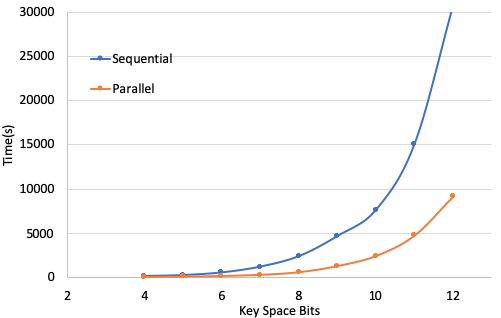 30000
25000
20000
15000
10000
5000
0
Time(s)
Sequential
Parallel
2 4 6 8 10 12
Key Space Bits